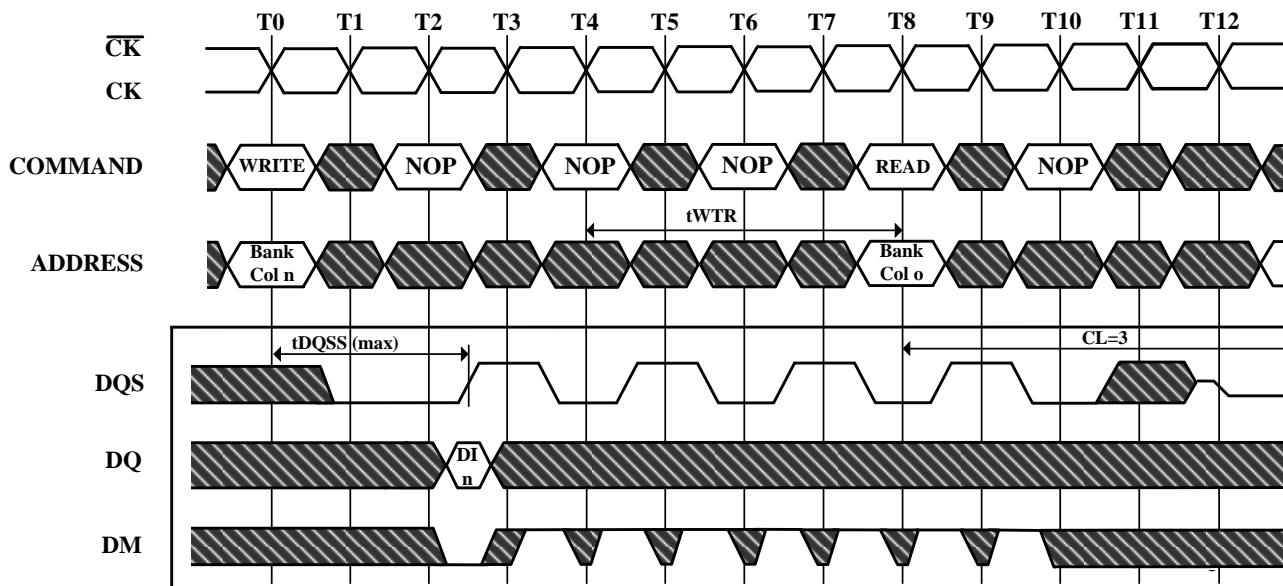 T0 T1 T2 T3 T4 T5 T6 T7 T8 T9 T10 T11 T12
CK
CK
COMMAND WRITE NOP NOP NOP READ NOP
tWTR
ADDRESS Bank Col n Bank Col o
tDQSS (max) CL=3
DQS
DQ DI n
DM